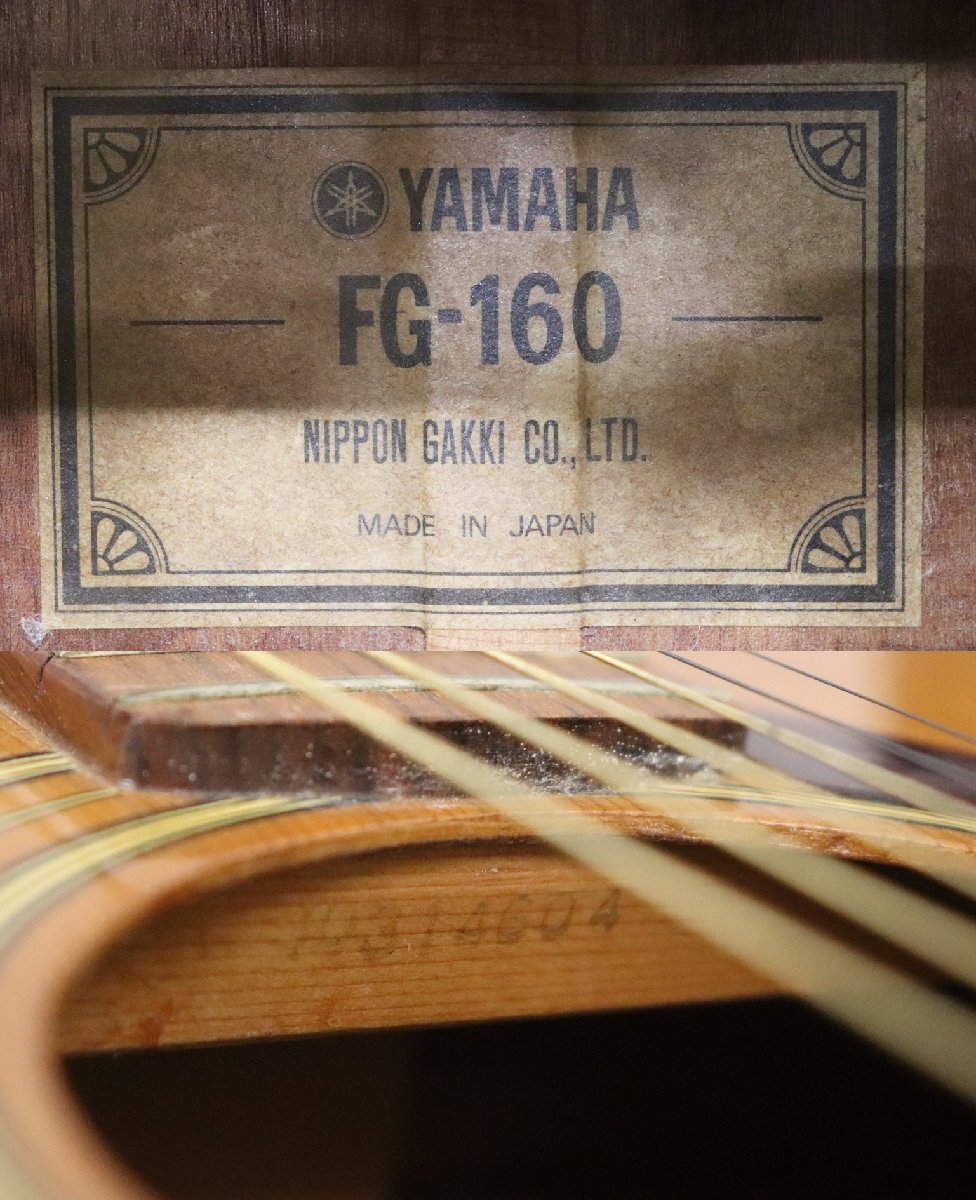 YAMAHA
FG-160
NIPPON GAKKI CO., LTD.
MADE IN JAPAN